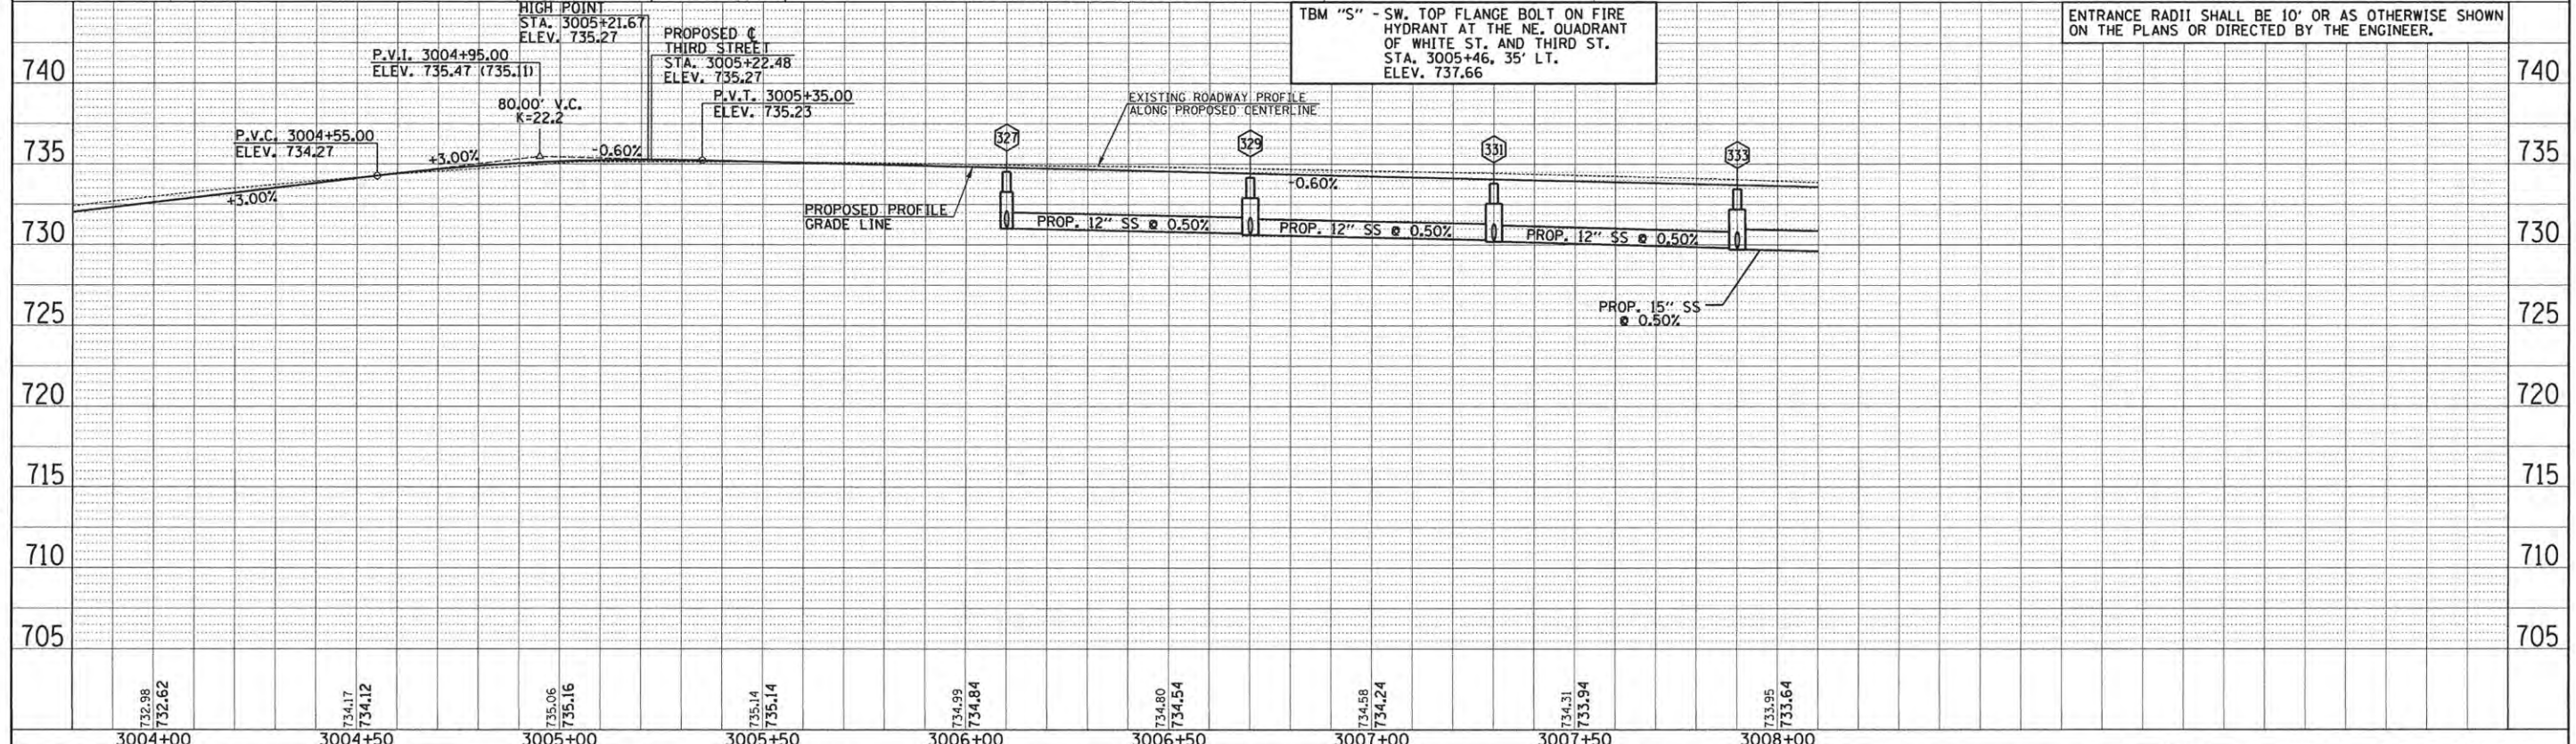 HIGH POINT
STA. 3005+21.67
ELEV. 735.27
PROPOSED ℄
THIRD STREET
STA. 3005+22.48
ELEV. 735.27
P.V.I. 3004+95.00
ELEV. 735.47 (735.11)
80.00' V.C.
K=22.2
P.V.T. 3005+35.00
ELEV. 735.23
P.V.C. 3004+55.00
ELEV. 734.27
+3.00%
-0.60%
+3.00%
TBM "S" - SW. TOP FLANGE BOLT ON FIRE
HYDRANT AT THE NE. QUADRANT
OF WHITE ST. AND THIRD ST.
STA. 3005+46, 35' LT.
ELEV. 737.66
ENTRANCE RADII SHALL BE 10' OR AS OTHERWISE SHOWN
ON THE PLANS OR DIRECTED BY THE ENGINEER.
EXISTING ROADWAY PROFILE
ALONG PROPOSED CENTERLINE
327
329
331
333
-0.60%
PROPOSED PROFILE
GRADE LINE
PROP. 12" SS @ 0.50%
PROP. 12" SS @ 0.50%
PROP. 12" SS @ 0.50%
PROP. 15" SS
@ 0.50%
740
735
730
725
720
715
710
705
740
735
730
725
720
715
710
705
732.98
732.62
734.17
734.12
735.06
735.16
735.14
735.14
734.99
734.84
734.80
734.54
734.58
734.24
734.31
733.94
733.95
733.64
3004+00
3004+50
3005+00
3005+50
3006+00
3006+50
3007+00
3007+50
3008+00